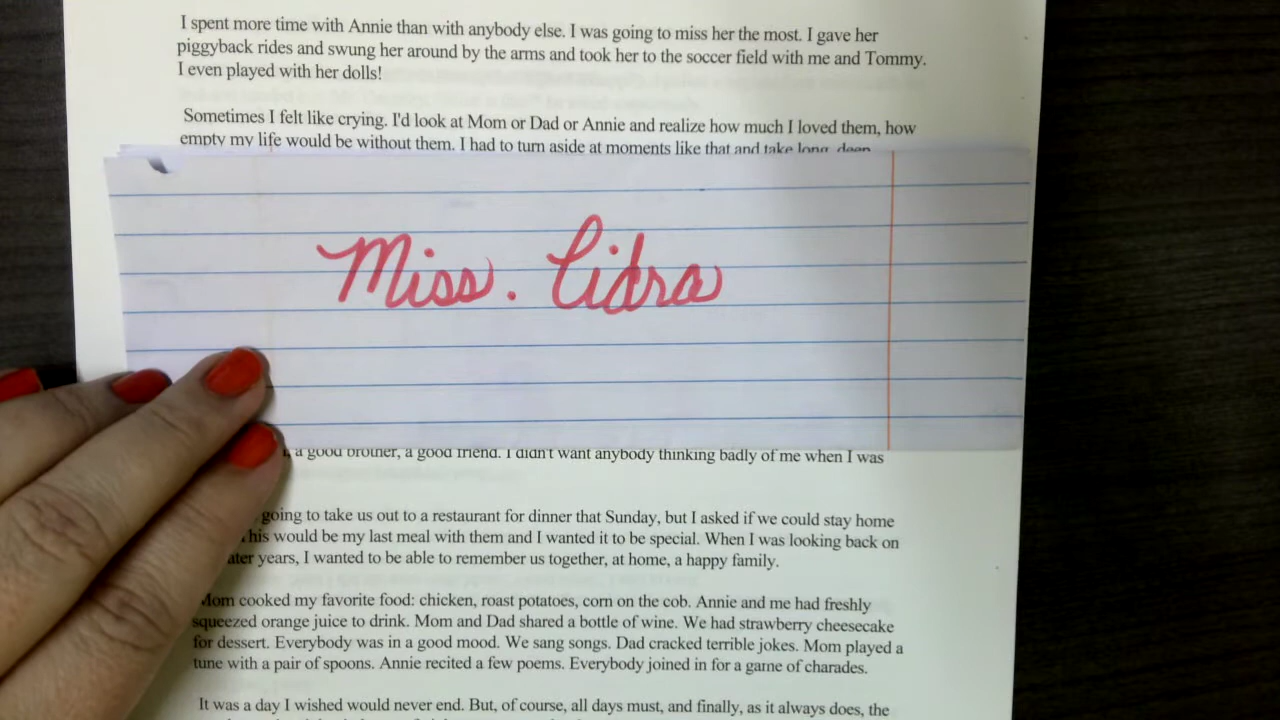 I spent more time with Annie than with anybody else. I was going to miss her the most. I gave her
piggyback rides and swung her around by the arms and took her to the soccer field with me and Tommy.
I even played with her dolls!
Sometimes I felt like crying. I'd look at Mom or Dad or Annie and realize how much I loved them, how
empty my life would be without them. I had to turn aside at moments like that and take long, deep
Miss. Cidra
a good brother, a good friend. I didn't want anybody thinking badly of me when I was
going to take us out to a restaurant for dinner that Sunday, but I asked if we could stay home
This would be my last meal with them and I wanted it to be special. When I was looking back on
later years, I wanted to be able to remember us together, at home, a happy family.
Mom cooked my favorite food: chicken, roast potatoes, corn on the cob. Annie and me had freshly
squeezed orange juice to drink. Mom and Dad shared a bottle of wine. We had strawberry cheesecake
for dessert. Everybody was in a good mood. We sang songs. Dad cracked terrible jokes. Mom played a
tune with a pair of spoons. Annie recited a few poems. Everybody joined in for a game of charades.
It was a day I wished would never end. But, of course, all days must, and finally, as it always does, the